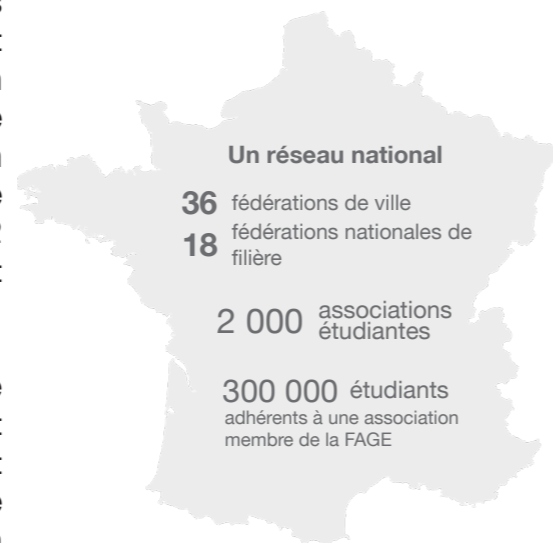 Un réseau national
36 fédérations de ville
18 fédérations nationales de
filière
2 000 associations
étudiantes
300 000 étudiants
adhérents à une association
membre de la FAGE